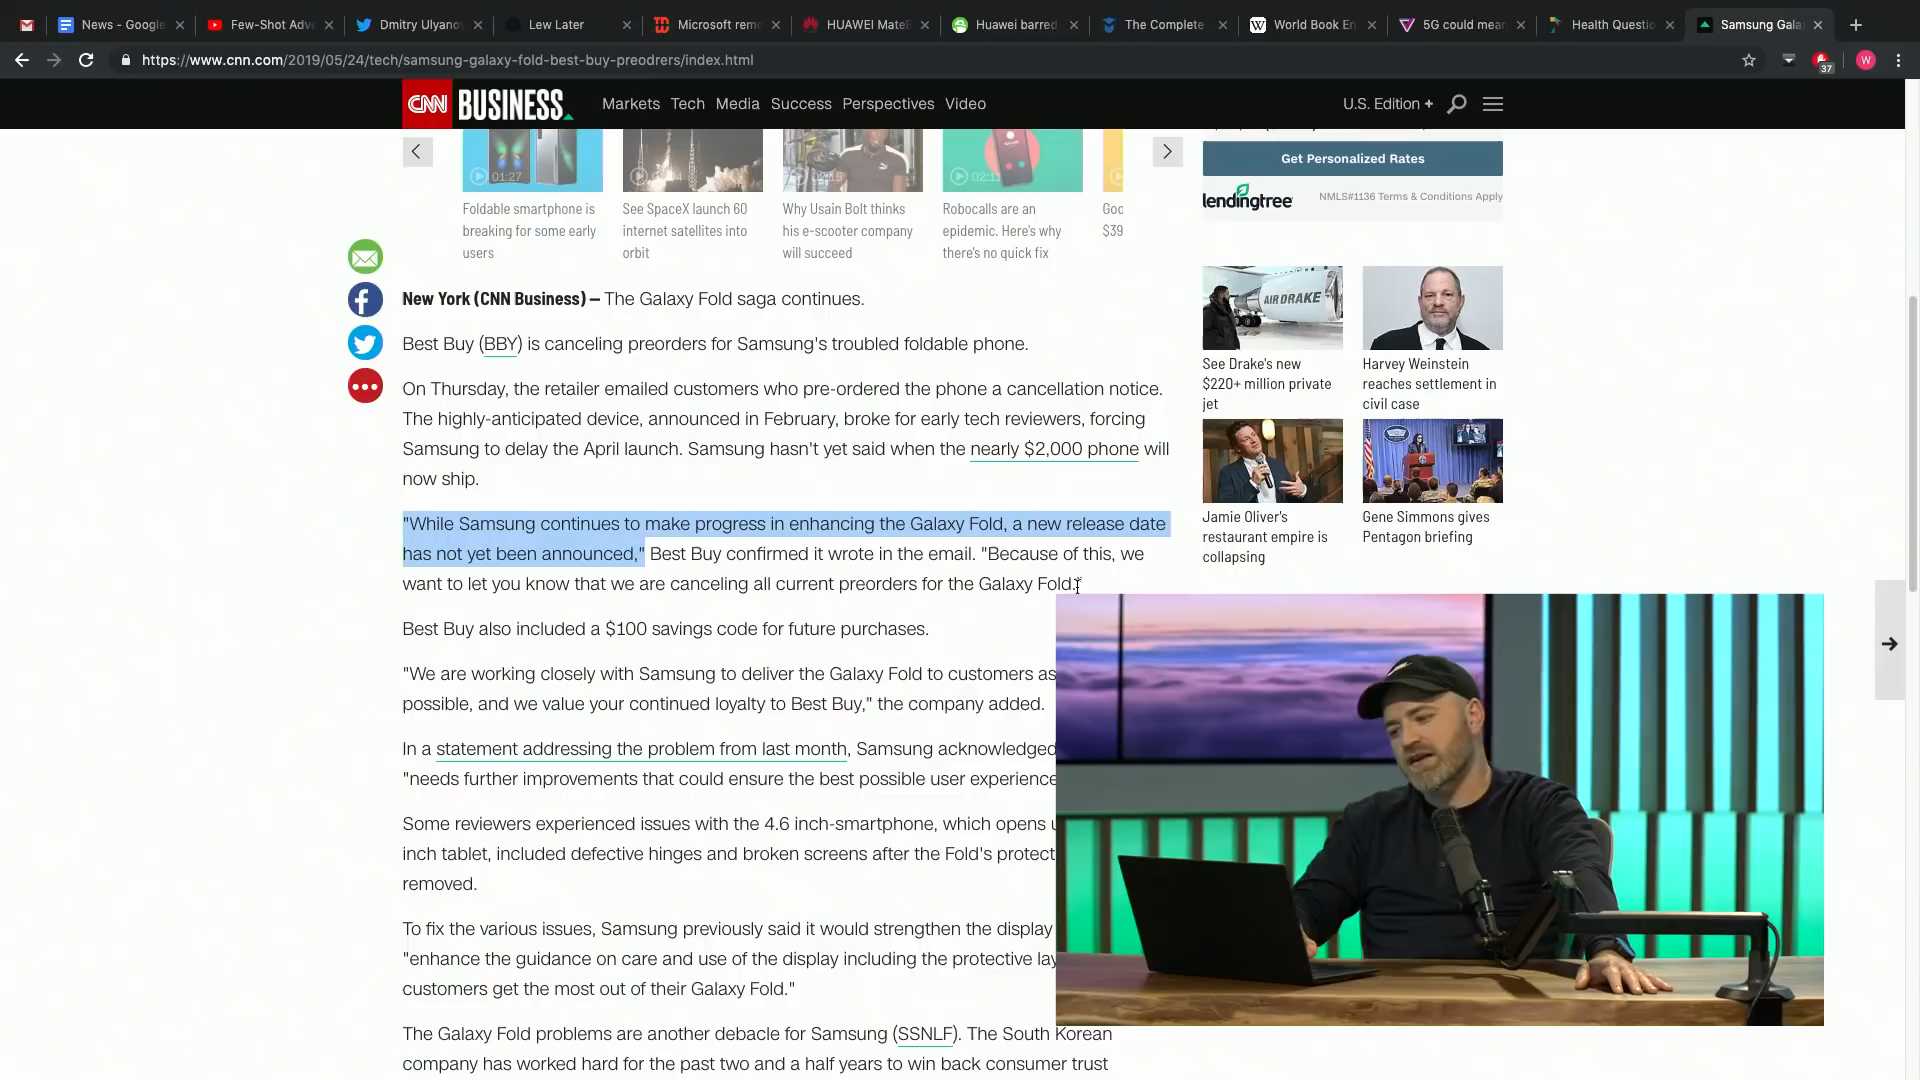 News - Google
Few-Shot Adve
Dmitry Ulyanov
Lew Later
Microsoft rem
HUAWEI MateB
Huawei barred
The Complete
World Book En
5G could mean
Health Questio
Samsung Gala
https://www.cnn.com/2019/05/24/tech/samsung-galaxy-fold-best-buy-preodrers/index.html
37
W
CNN BUSINESS
Markets Tech Media Success Perspectives Video
U.S. Edition +
01:27
02:11
Foldable smartphone is
breaking for some early
users
See SpaceX launch 60
internet satellites into
orbit
Why Usain Bolt thinks
his e-scooter company
will succeed
Robocalls are an
epidemic. Here's why
there's no quick fix
Goo
$39
Get Personalized Rates
lendingtree
NMLS#1136 Terms & Conditions Apply
New York (CNN Business) — The Galaxy Fold saga continues.
Best Buy (BBY) is canceling preorders for Samsung's troubled foldable phone.
On Thursday, the retailer emailed customers who pre-ordered the phone a cancellation notice.
The highly-anticipated device, announced in February, broke for early tech reviewers, forcing
Samsung to delay the April launch. Samsung hasn't yet said when the nearly $2,000 phone will
now ship.
"While Samsung continues to make progress in enhancing the Galaxy Fold, a new release date
has not yet been announced," Best Buy confirmed it wrote in the email. "Because of this, we
want to let you know that we are canceling all current preorders for the Galaxy Fold."
Best Buy also included a $100 savings code for future purchases.
"We are working closely with Samsung to deliver the Galaxy Fold to customers as
possible, and we value your continued loyalty to Best Buy," the company added.
In a statement addressing the problem from last month, Samsung acknowledged
"needs further improvements that could ensure the best possible user experience
Some reviewers experienced issues with the 4.6 inch-smartphone, which opens u
inch tablet, included defective hinges and broken screens after the Fold's protect
removed.
To fix the various issues, Samsung previously said it would strengthen the display
"enhance the guidance on care and use of the display including the protective lay
customers get the most out of their Galaxy Fold."
The Galaxy Fold problems are another debacle for Samsung (SSNLF). The South Korean
company has worked hard for the past two and a half years to win back consumer trust
AIR DRAKE
See Drake's new
$220+ million private
jet
Harvey Weinstein
reaches settlement in
civil case
Jamie Oliver's
restaurant empire is
collapsing
Gene Simmons gives
Pentagon briefing